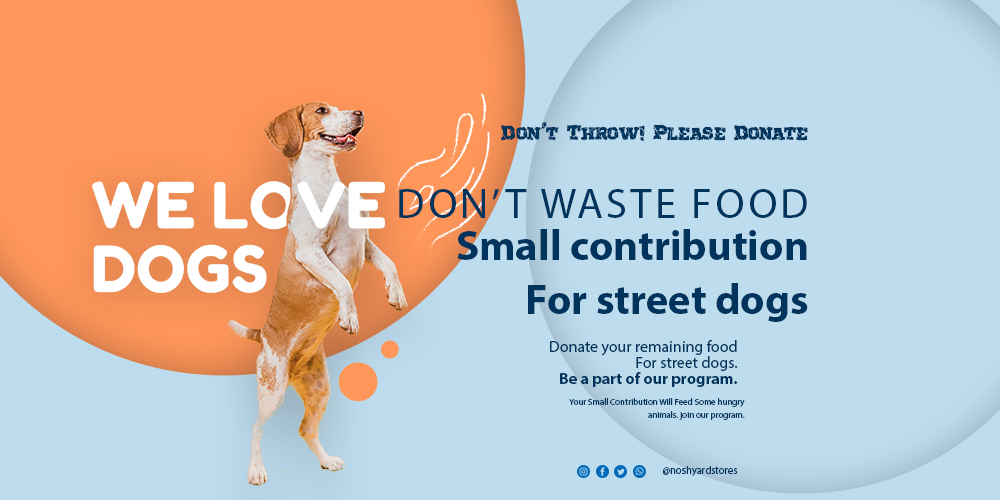 WE LOVE
DOGS
Don't Throw! Please Donate
DON'T WASTE FOOD
Small contribution
For street dogs
Donate your remaining food
For street dogs.
Be a part of our program.
Your Small Contribution Will Feed Some hungry
animals. join our program.
@noshyardstores